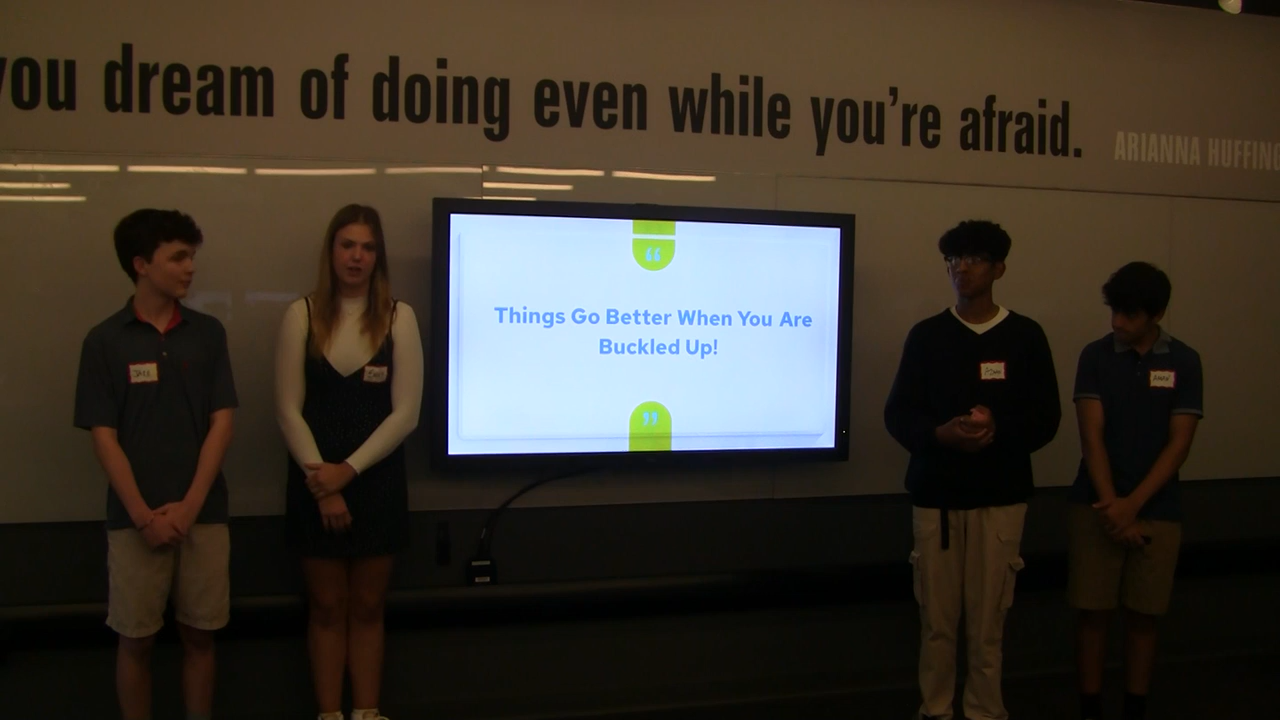 you dream of doing even while you're afraid.
ARIANNA HUFFING
“
Things Go Better When You Are
Buckled Up!
”
JACK